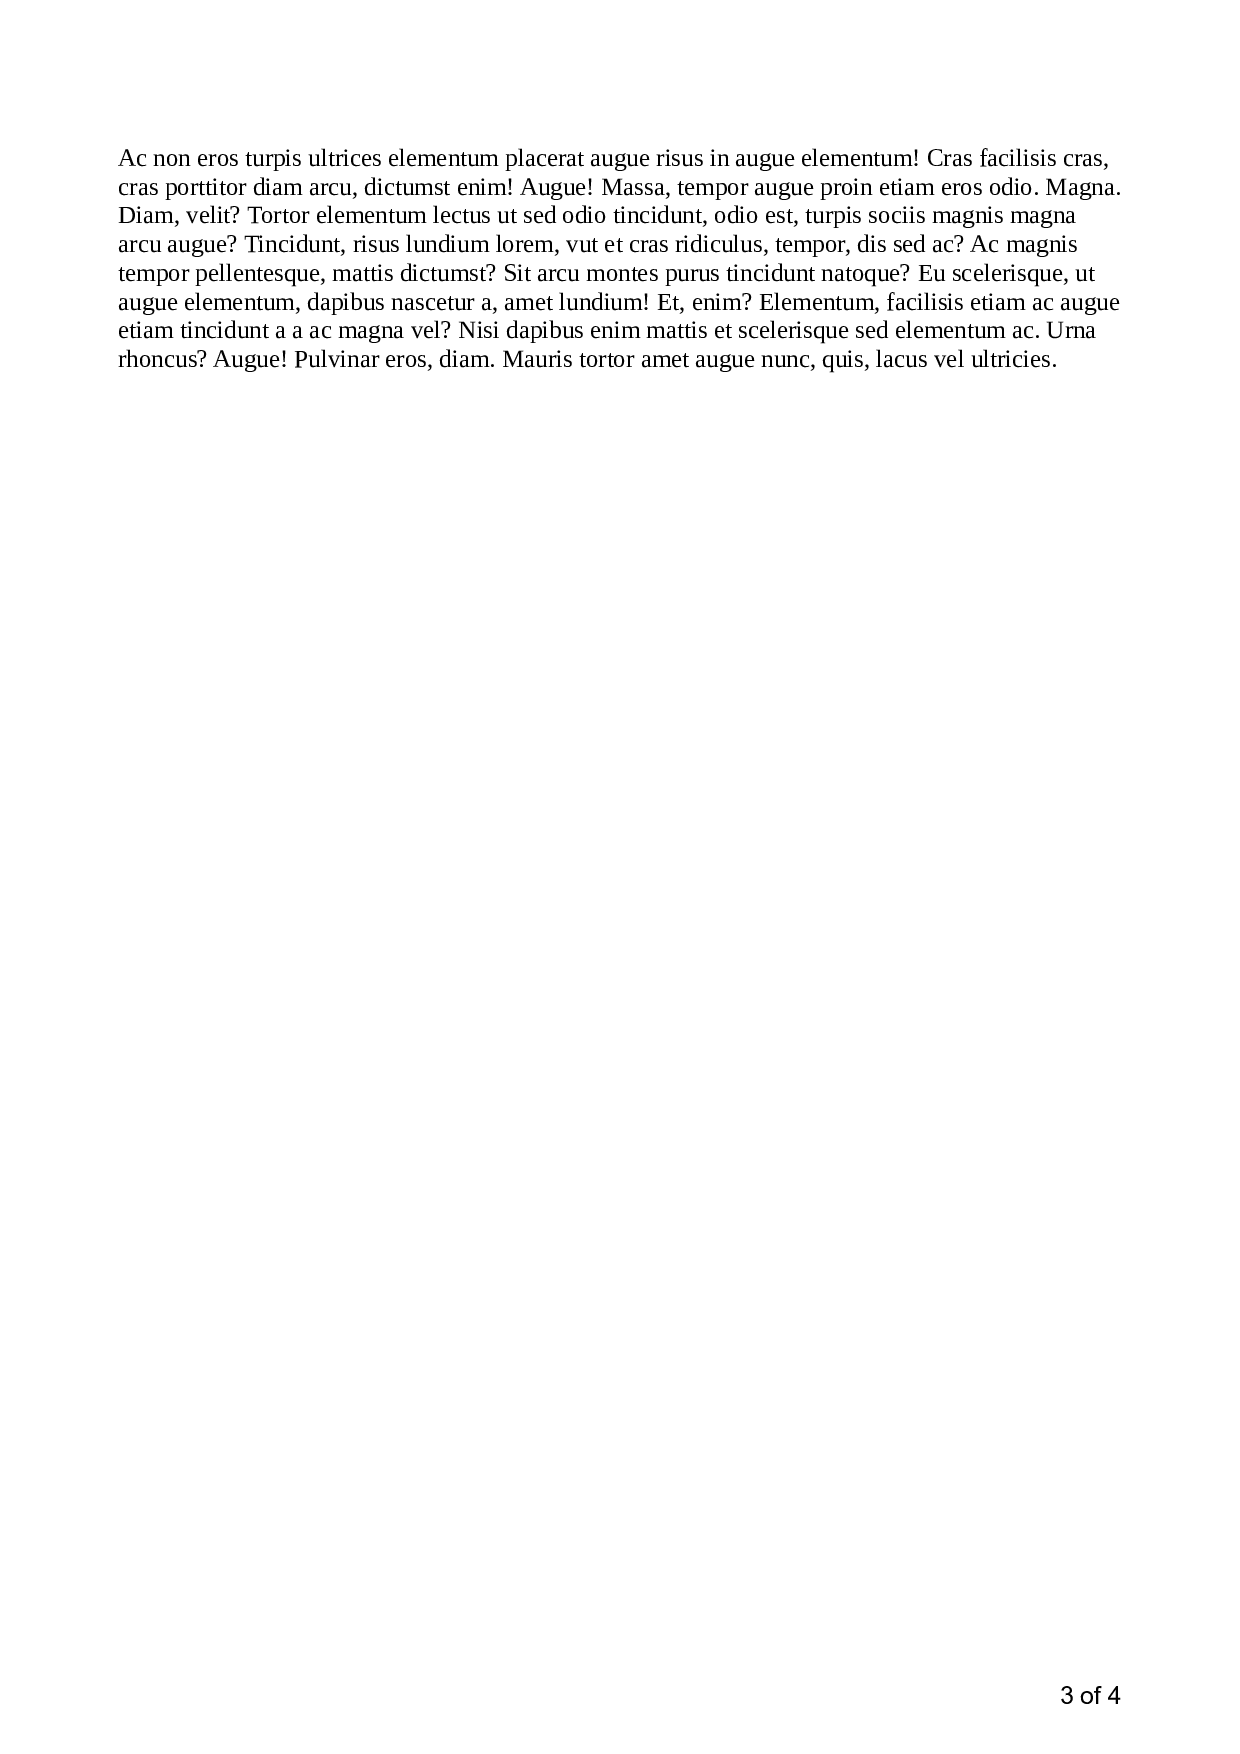 Ac non eros turpis ultrices elementum placerat augue risus in augue elementum! Cras facilisis cras,
cras porttitor diam arcu, dictumst enim! Augue! Massa, tempor augue proin etiam eros odio. Magna.
Diam, velit? Tortor elementum lectus ut sed odio tincidunt, odio est, turpis sociis magnis magna
arcu augue? Tincidunt, risus lundium lorem, vut et cras ridiculus, tempor, dis sed ac? Ac magnis
tempor pellentesque, mattis dictumst? Sit arcu montes purus tincidunt natoque? Eu scelerisque, ut
augue elementum, dapibus nascetur a, amet lundium! Et, enim? Elementum, facilisis etiam ac augue
etiam tincidunt a a ac magna vel? Nisi dapibus enim mattis et scelerisque sed elementum ac. Urna
rhoncus? Augue! Pulvinar eros, diam. Mauris tortor amet augue nunc, quis, lacus vel ultricies.
3 of 4